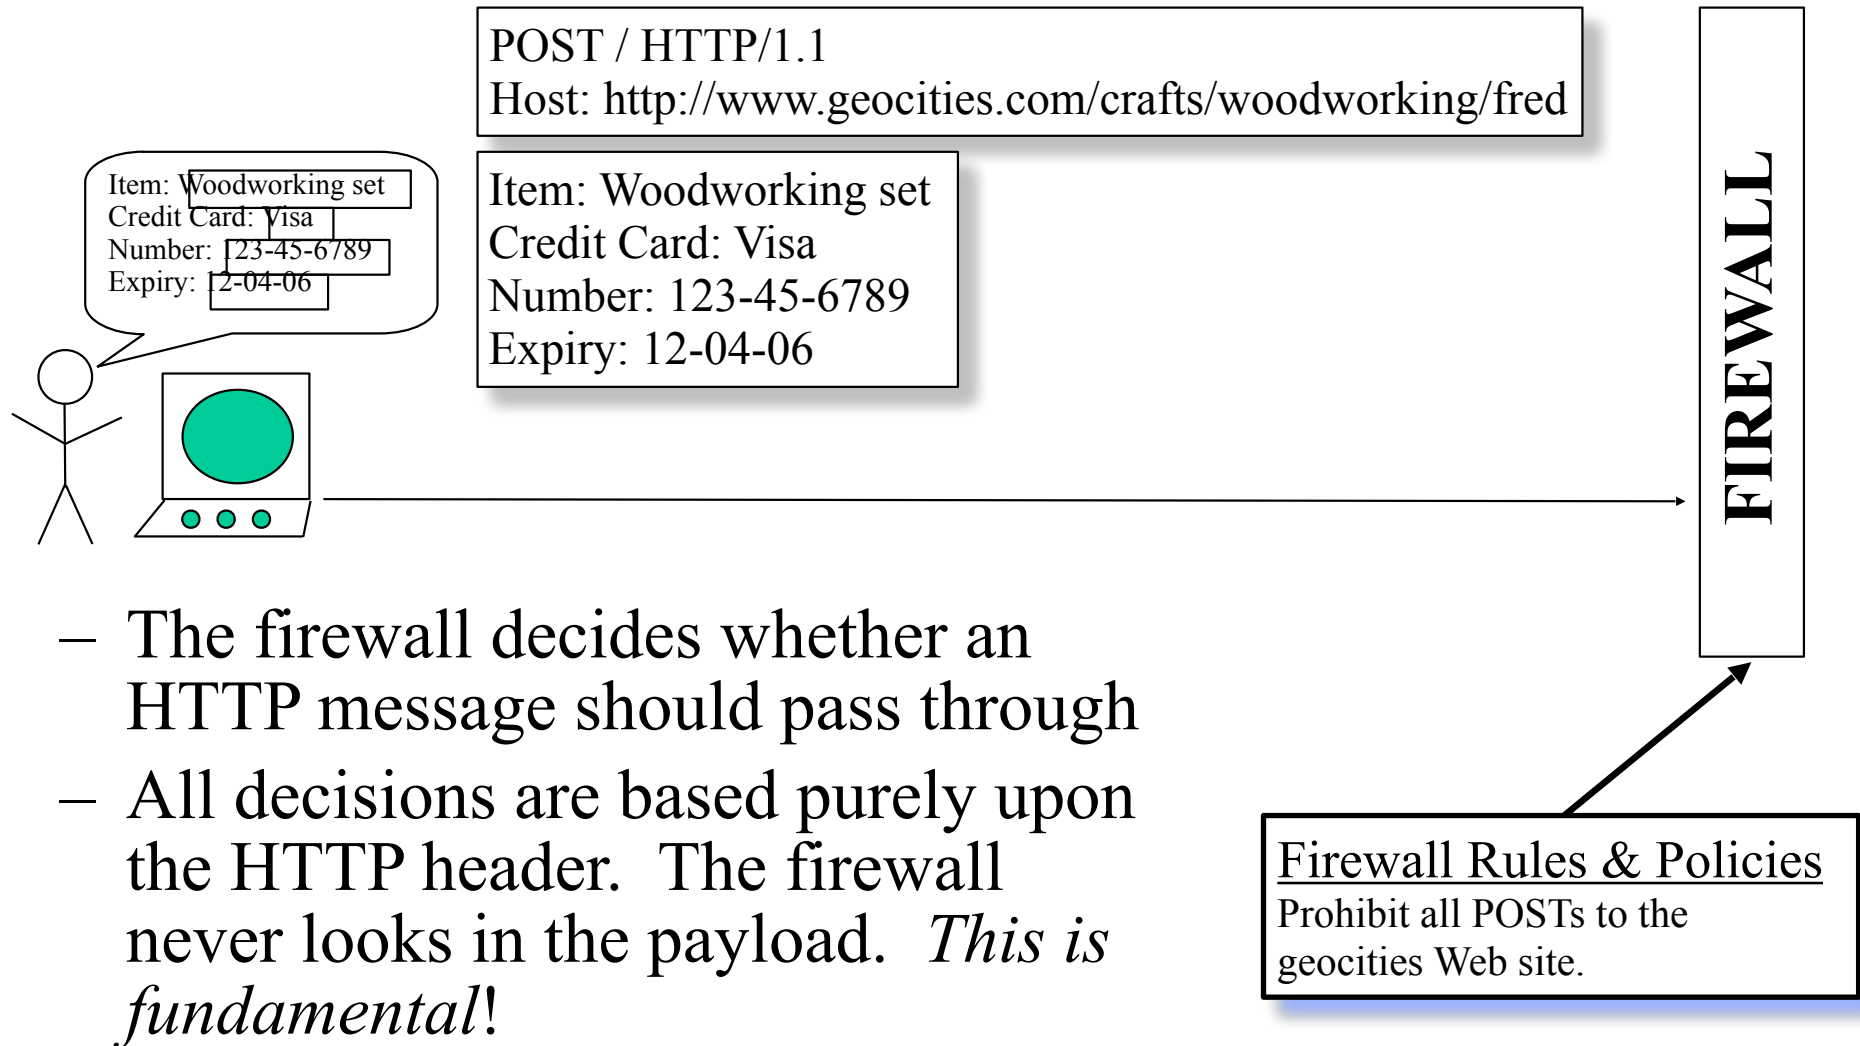 POST / HTTP/1.1
Host: http://www.geocities.com/crafts/woodworking/fred
Item: Woodworking set
Credit Card: Visa
Number: 123-45-6789
Expiry: 12-04-06
Item: Woodworking set
Credit Card: Visa
Number: 123-45-6789
Expiry: 12-04-06
FIREWALL
– The firewall decides whether an
HTTP message should pass through
– All decisions are based purely upon
the HTTP header. The firewall
never looks in the payload. This is
fundamental!
Firewall Rules & Policies
Prohibit all POSTs to the
geocities Web site.